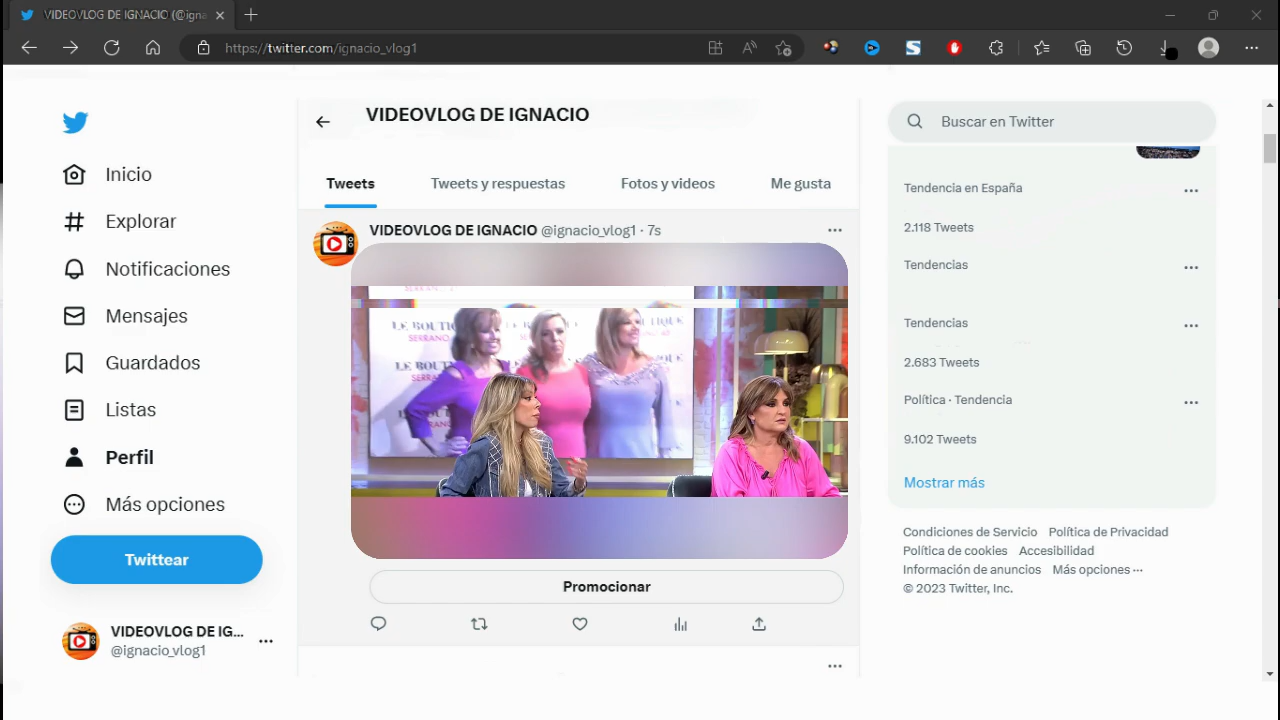 VIDEOVLOG DE IGNACIO (@igna
https://twitter.com/ignacio_vlog1
Inicio
Explorar
Notificaciones
Mensajes
Guardados
Listas
Perfil
Más opciones
Twittear
VIDEOVLOG DE IG...
@ignacio_vlog1
VIDEOVLOG DE IGNACIO
Tweets
Tweets y respuestas
Fotos y videos
Me gusta
VIDEOVLOG DE IGNACIO @ignacio_vlog1 · 7s
LE BOUTIQUE
SERRANO
LE BOUT
SERR
Promocionar
Buscar en Twitter
Tendencia en España
2.118 Tweets
Tendencias
Tendencias
2.683 Tweets
Política · Tendencia
9.102 Tweets
Mostrar más
Condiciones de Servicio Política de Privacidad
Política de cookies Accesibilidad
Información de anuncios Más opciones ···
© 2023 Twitter, Inc.